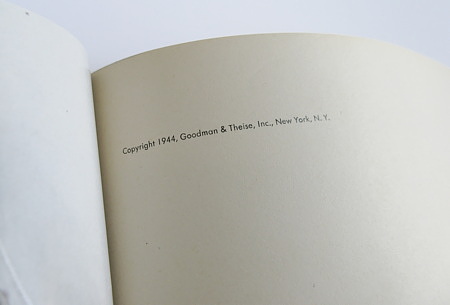 Copyright 1944, Goodman & Theise, Inc., New York, N.Y.